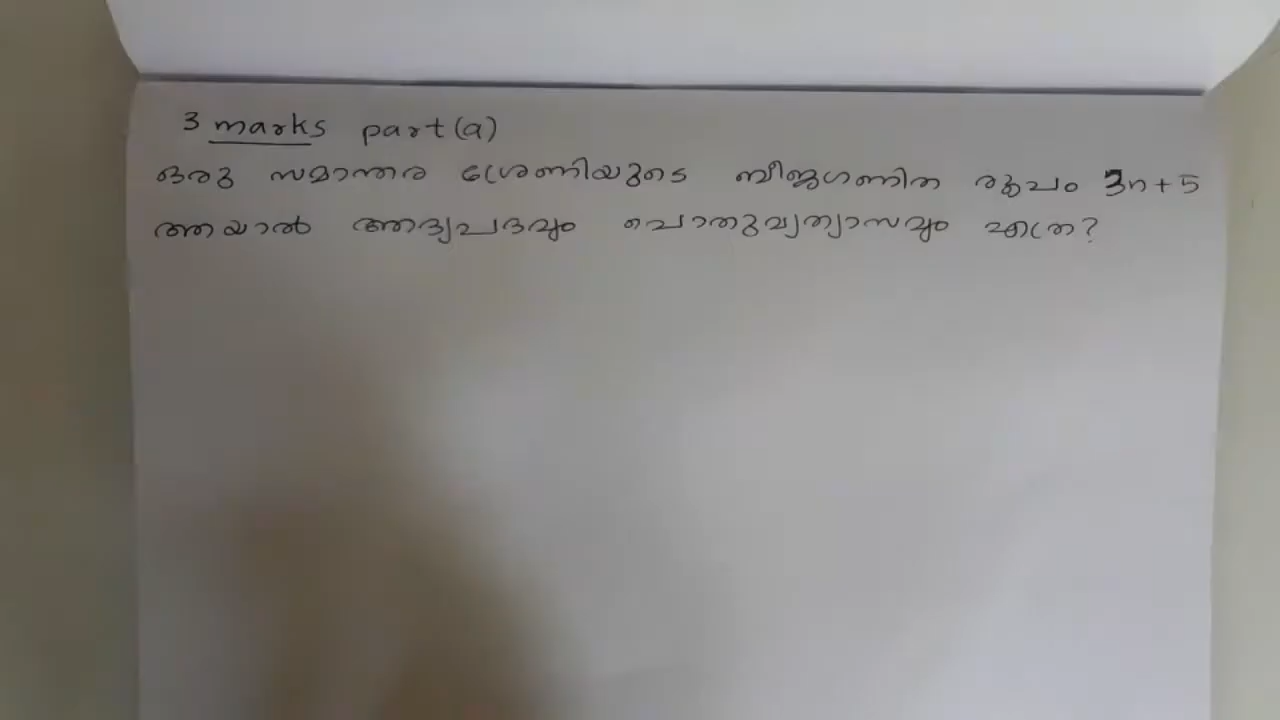 3 marks part (a)
ഒരു സമാന്തര ശ്രേണിയുടെ ബീജഗണിത രൂപം 3n + 5
ആയാൽ ആദ്യപദവും പൊതുവ്യത്യാസവും എത്ര?